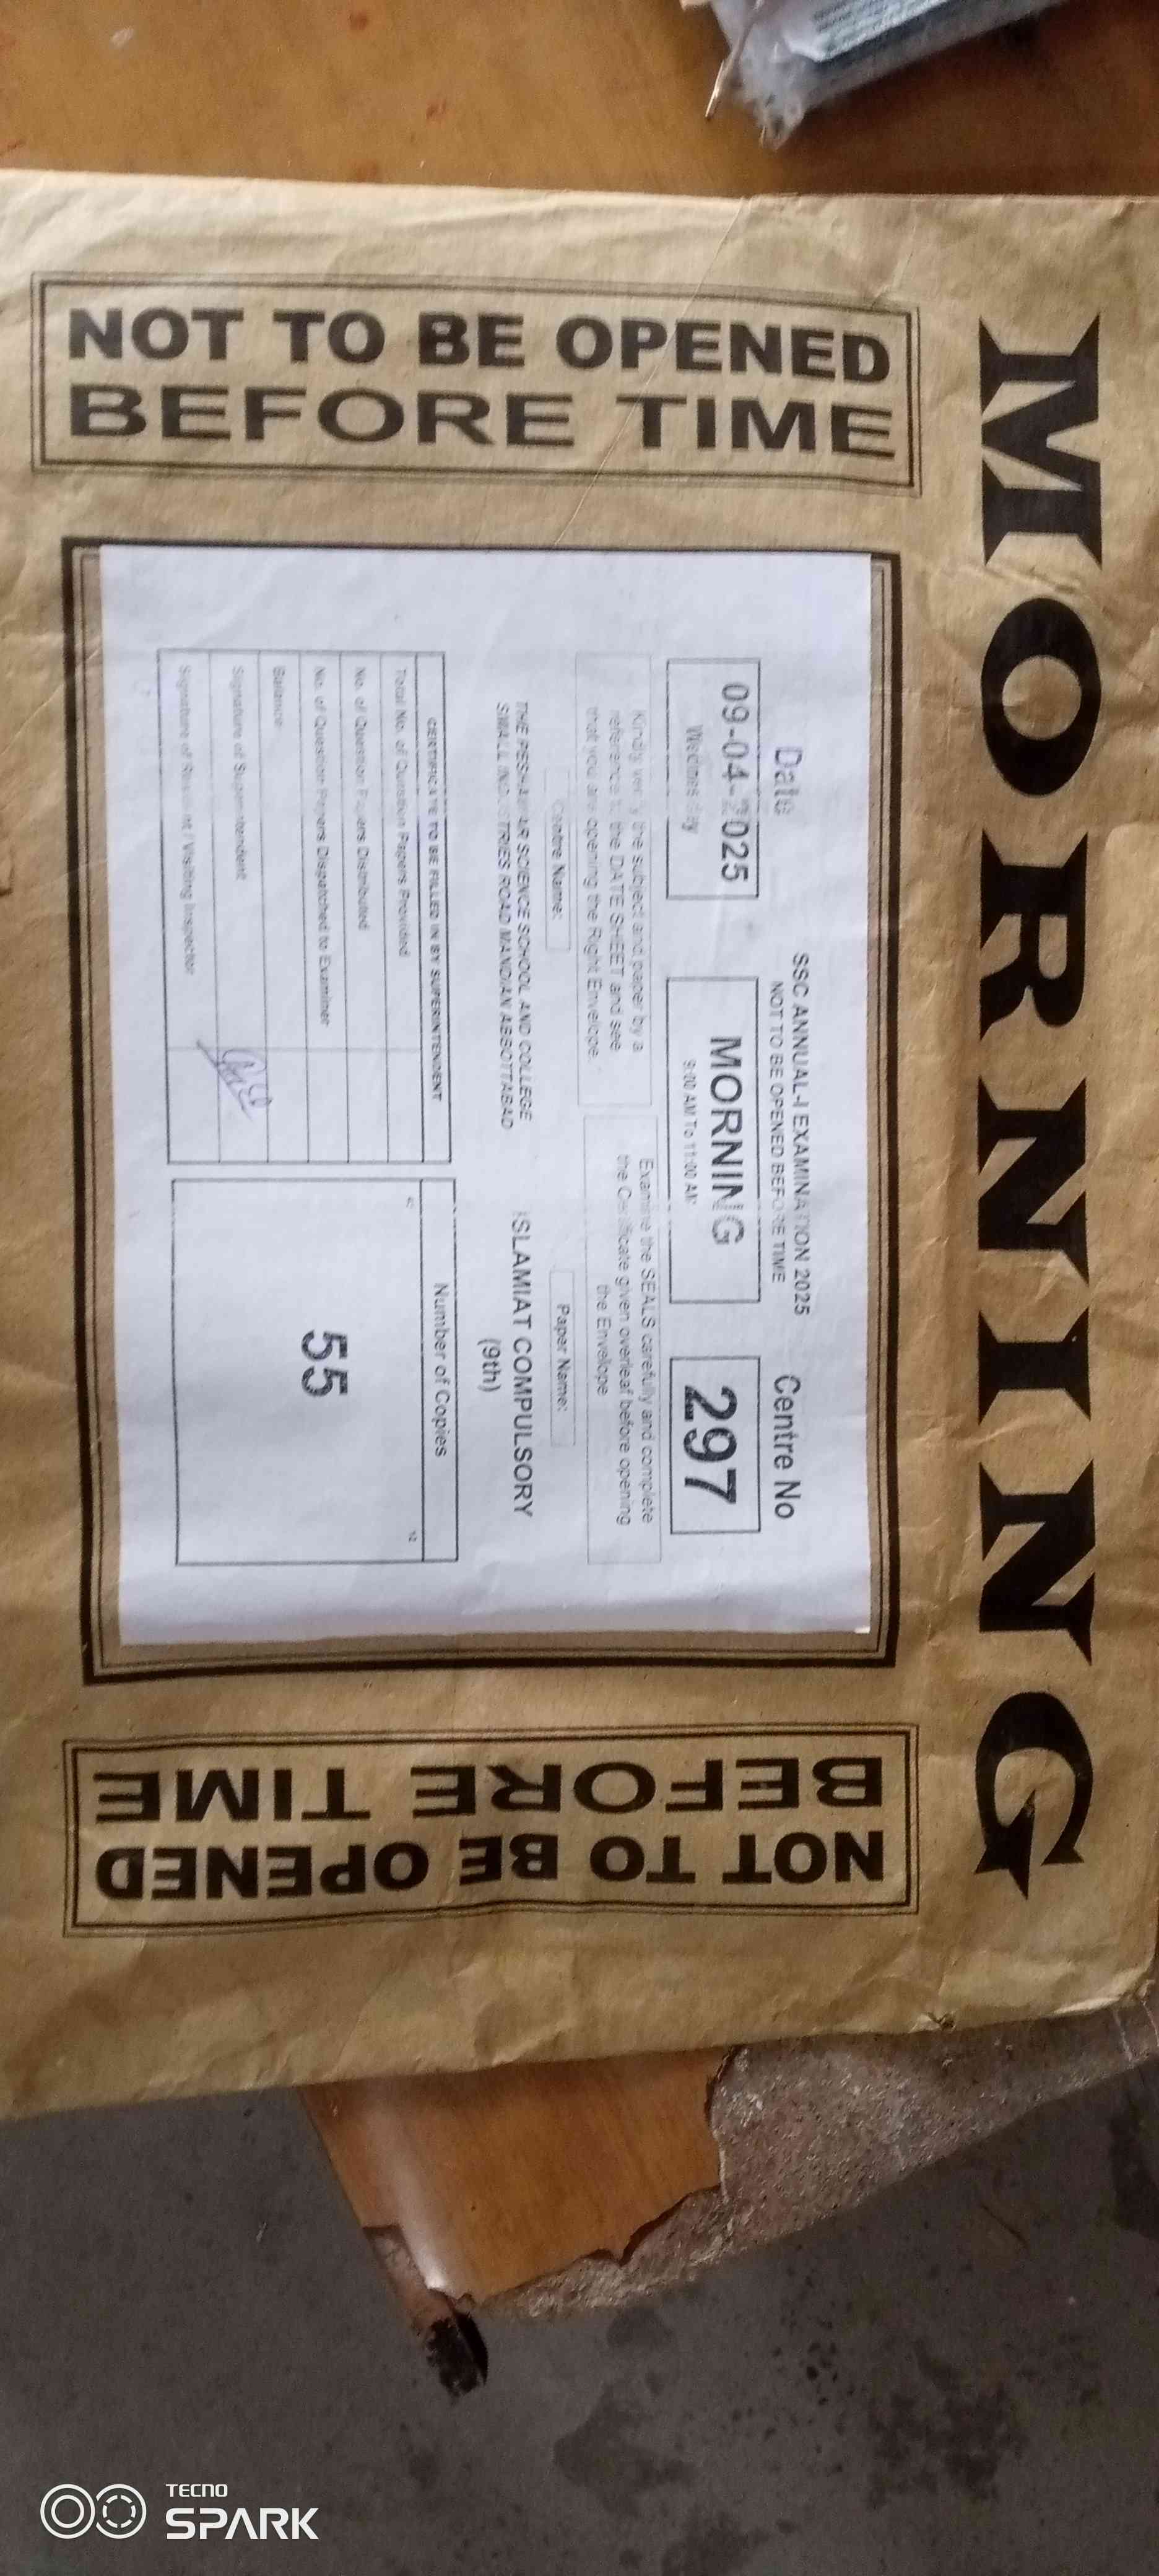 MORNING
NOT TO BE OPENED
BEFORE TIME
SSC ANNUAL-I EXAMINATION 2025
NOT TO BE OPENED BEFORE TIME
Date
Centre No
09-04-2025
Wednesday
MORNING
9:00 AM To 11:00 AM
297
Kindly verify the subject and paper by a
reference to the DATE SHEET and see
that you are opening the Right Envelope.
Examine the SEALS carefully and complete
the Certificate given overleaf before opening
the Envelope
Centre Name:
Paper Name:
THE PESHAWAR SCIENCE SCHOOL AND COLLEGE
SMALL INDUSTRIES ROAD MANDIAN ABBOTTABAD
ISLAMIAT COMPULSORY
(9th)
CERTIFICATE TO BE FILLED IN BY SUPERINTENDENT
Total No. of Question Papers Provided
No. of Question Papers Distributed
No. of Question Papers Dispatched to Examiner
Balance
Signature of Superintendent
Signature of Resident / Visiting Inspector
Number of Copies
55
12
NOT TO BE OPENED
BEFORE TIME
TECNO
SPARK